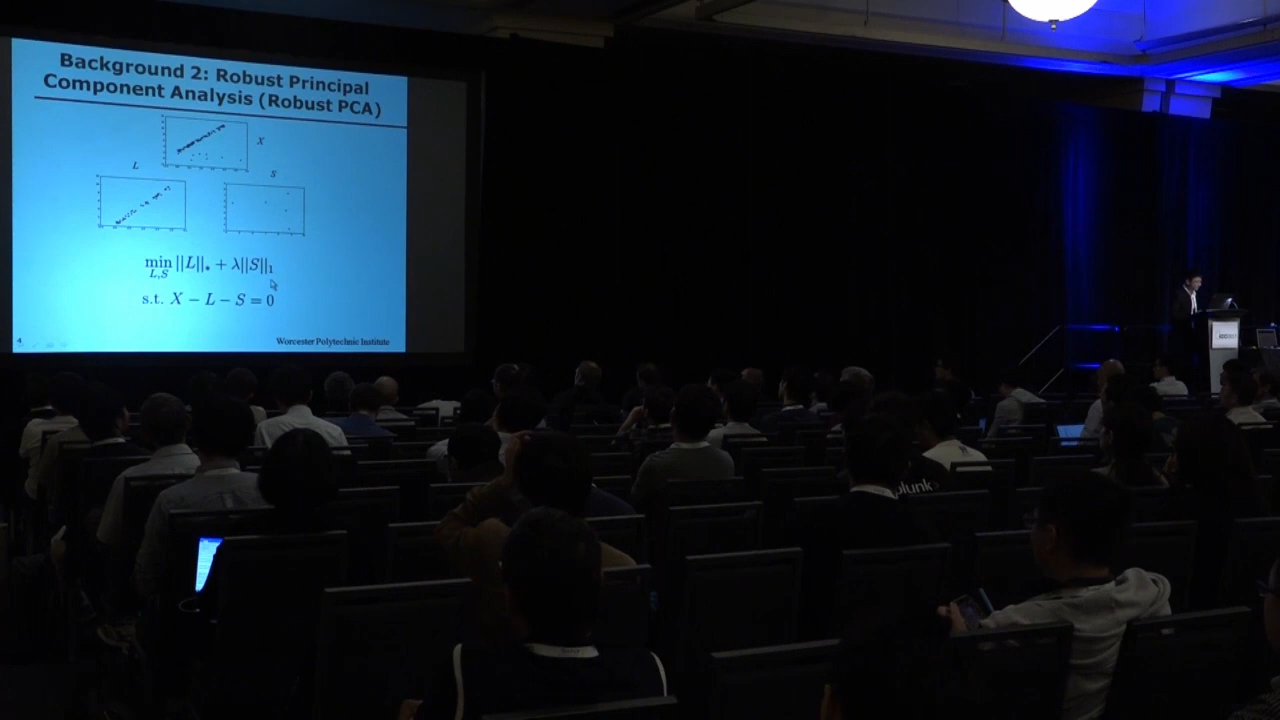 Background 2: Robust Principal
Component Analysis (Robust PCA)
X
L
S
min ||L||* + λ||S||1
L,S
s.t. X − L − S = 0
4
Worcester Polytechnic Institute
plunk